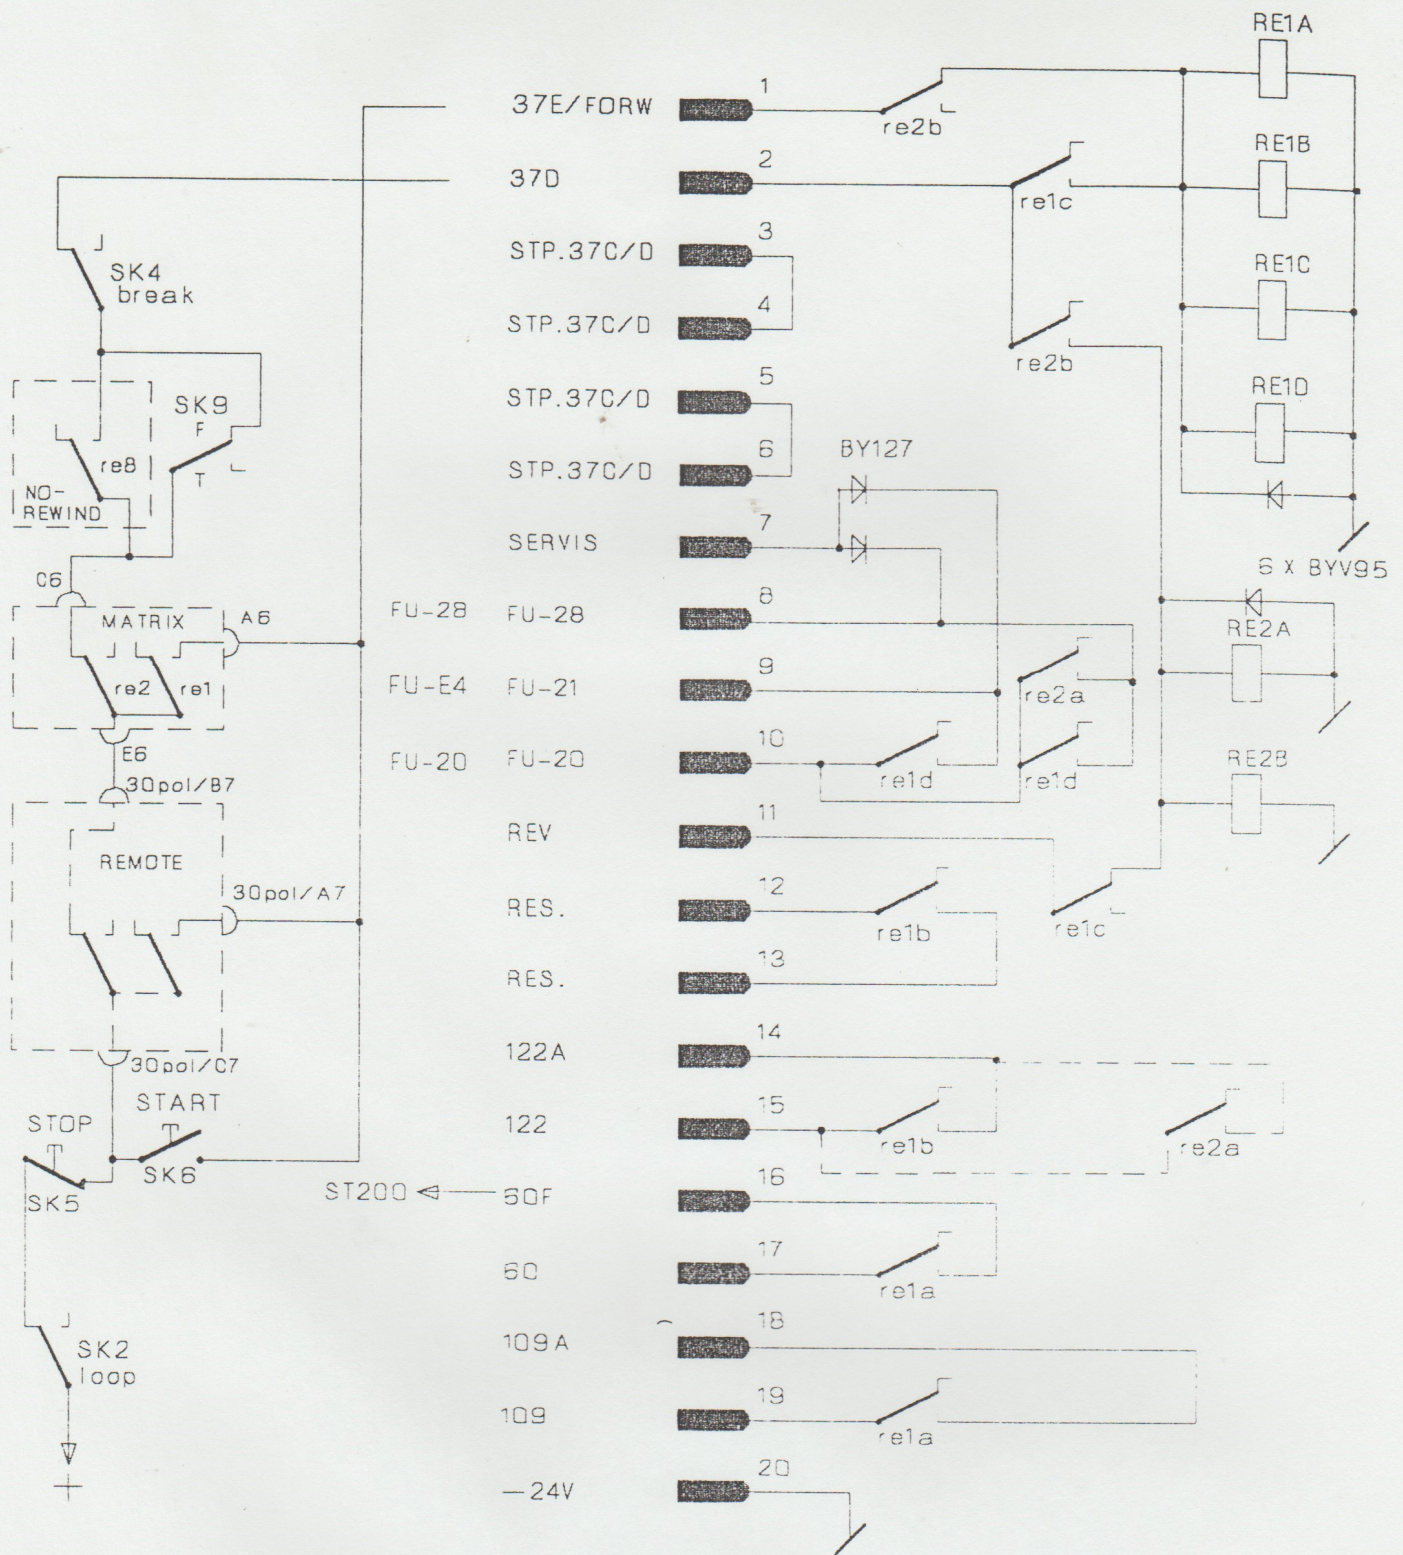 RE1A
1
37E/FORW
re2b
2
RE1B
37D
re1c
3
STP.37C/D
SK4
break
RE1C
4
STP.37C/D
re2b
5
STP.37C/D
RE1D
SK9
F
T
re8
NO-
REWIND
6
STP.37C/D
BY127
7
SERVIS
6 X BYV95
C6
MATRIX
A6
re2
re1
FU-28
FU-28
8
RE2A
FU-E4
FU-21
9
re2a
E6
FU-20
FU-20
10
re1d
re1d
RE2B
30pol/B7
REMOTE
REV
11
30pol/A7
RES.
12
re1b
re1c
RES.
13
122A
14
30pol/C7
START
STOP
SK6
SK5
122
15
re1b
re2a
ST200
60F
16
60
17
re1a
109A
18
SK2
loop
109
19
re1a
+
-24V
20